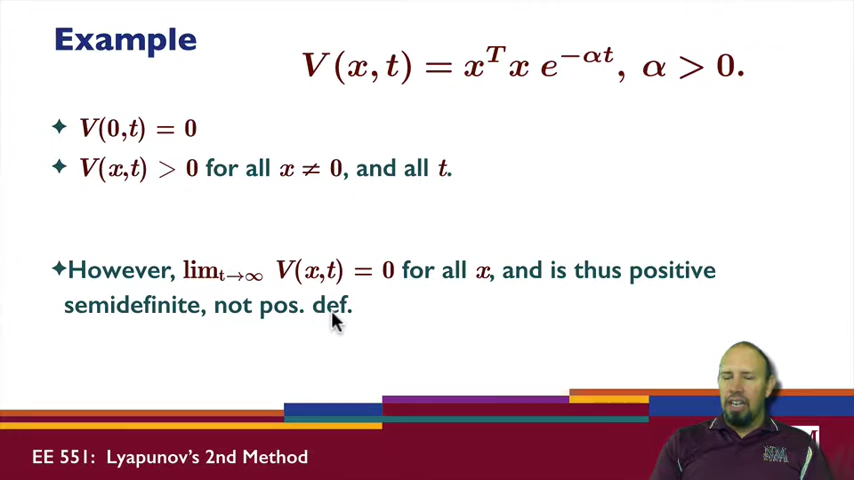 Example
V(x, t) = xᵀx e^{−αt}, α > 0.
✦ V(0,t) = 0
✦ V(x,t) > 0 for all x ≠ 0, and all t.
✦However, lim_{t→∞} V(x,t) = 0 for all x, and is thus positive
semidefinite, not pos. def.
EE 551: Lyapunov's 2nd Method